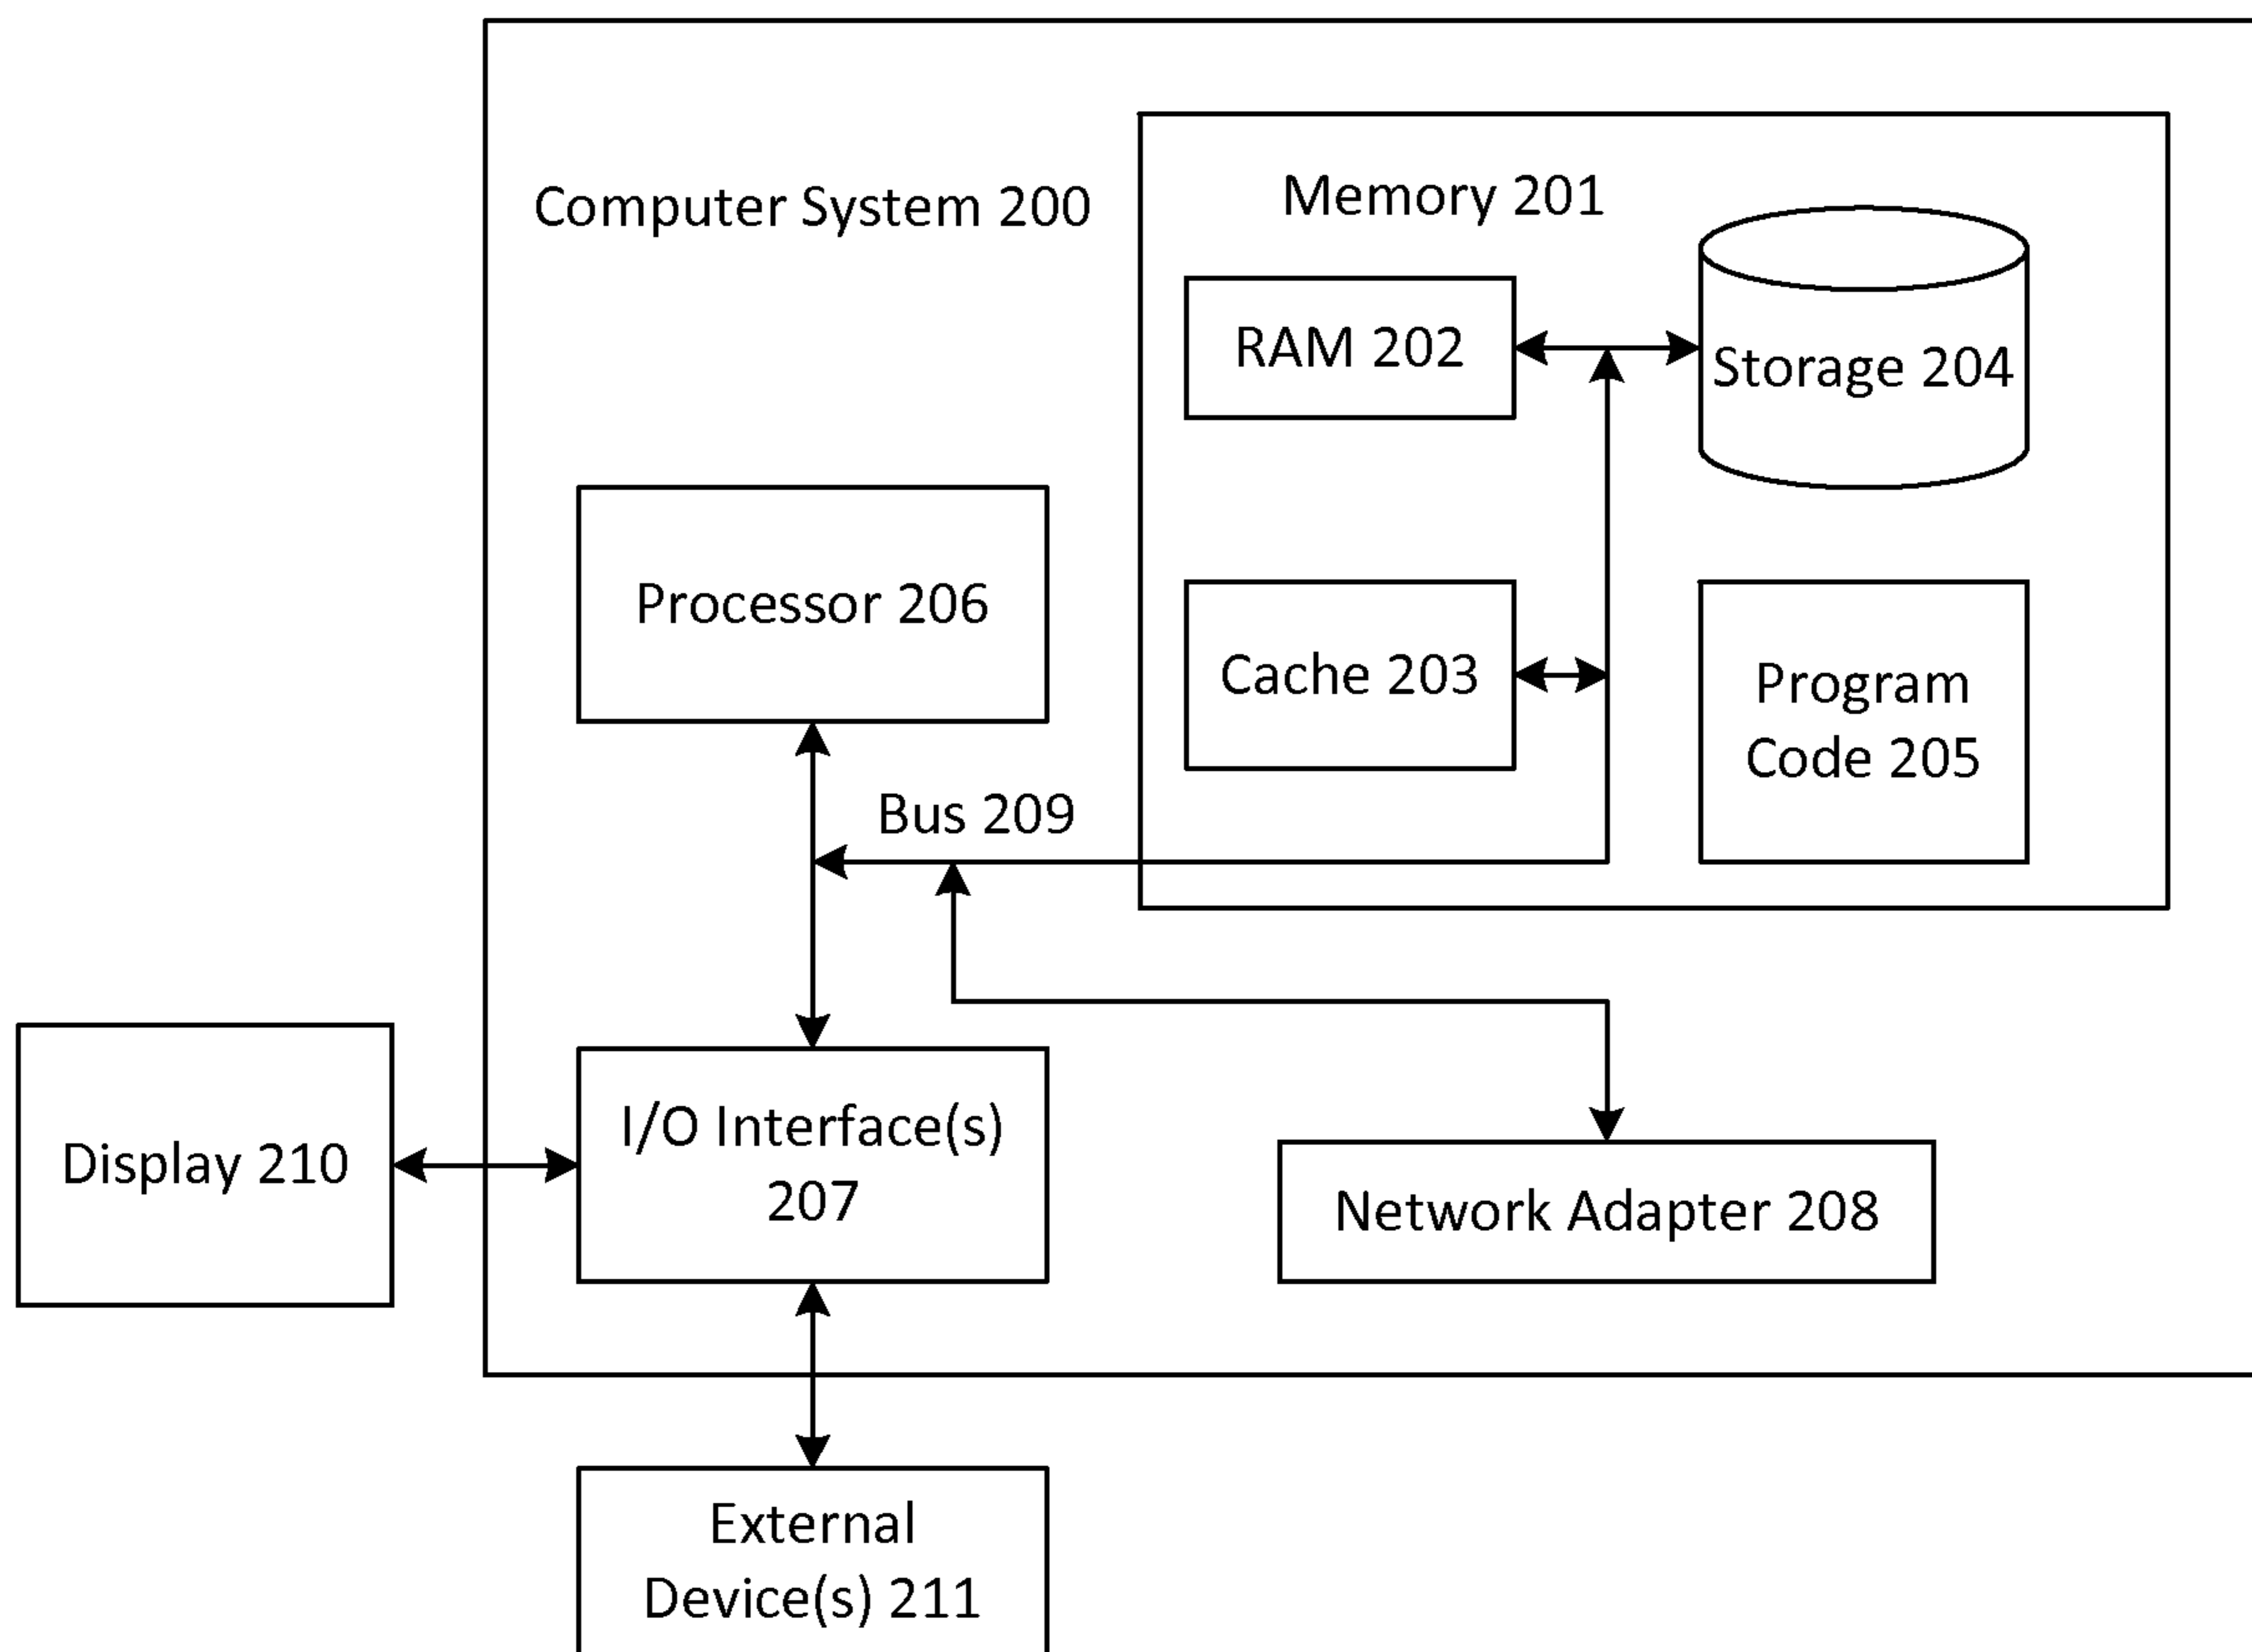 Computer System 200
Memory 201
RAM 202
Storage 204
Processor 206
Cache 203
Program
Code 205
Bus 209
Display 210
I/O Interface(s)
207
Network Adapter 208
External
Device(s) 211